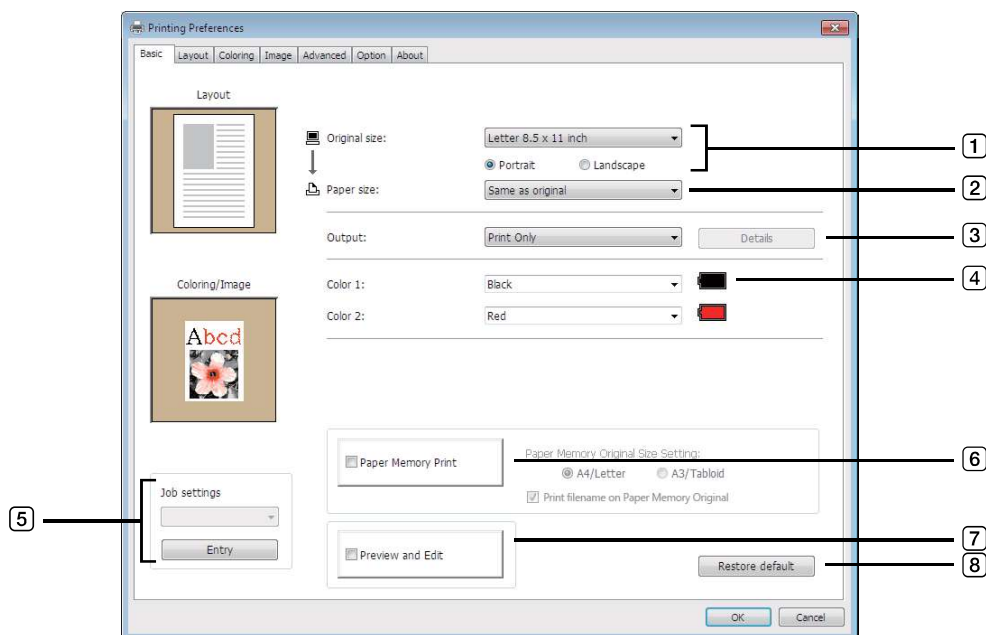 Printing Preferences
Basic Layout Coloring Image Advanced Option About
Layout
Original size: Letter 8.5 x 11 inch
1
Portrait Landscape
Paper size: Same as original
2
Output: Print Only Details
3
Coloring/Image
Color 1: Black
4
Color 2: Red
Abcd
Paper Memory Print
Paper Memory Original Size Setting:
6
A4/Letter A3/Tabloid
Print filename on Paper Memory Original
Job settings
5
Entry
Preview and Edit
7
Restore default
8
OK Cancel